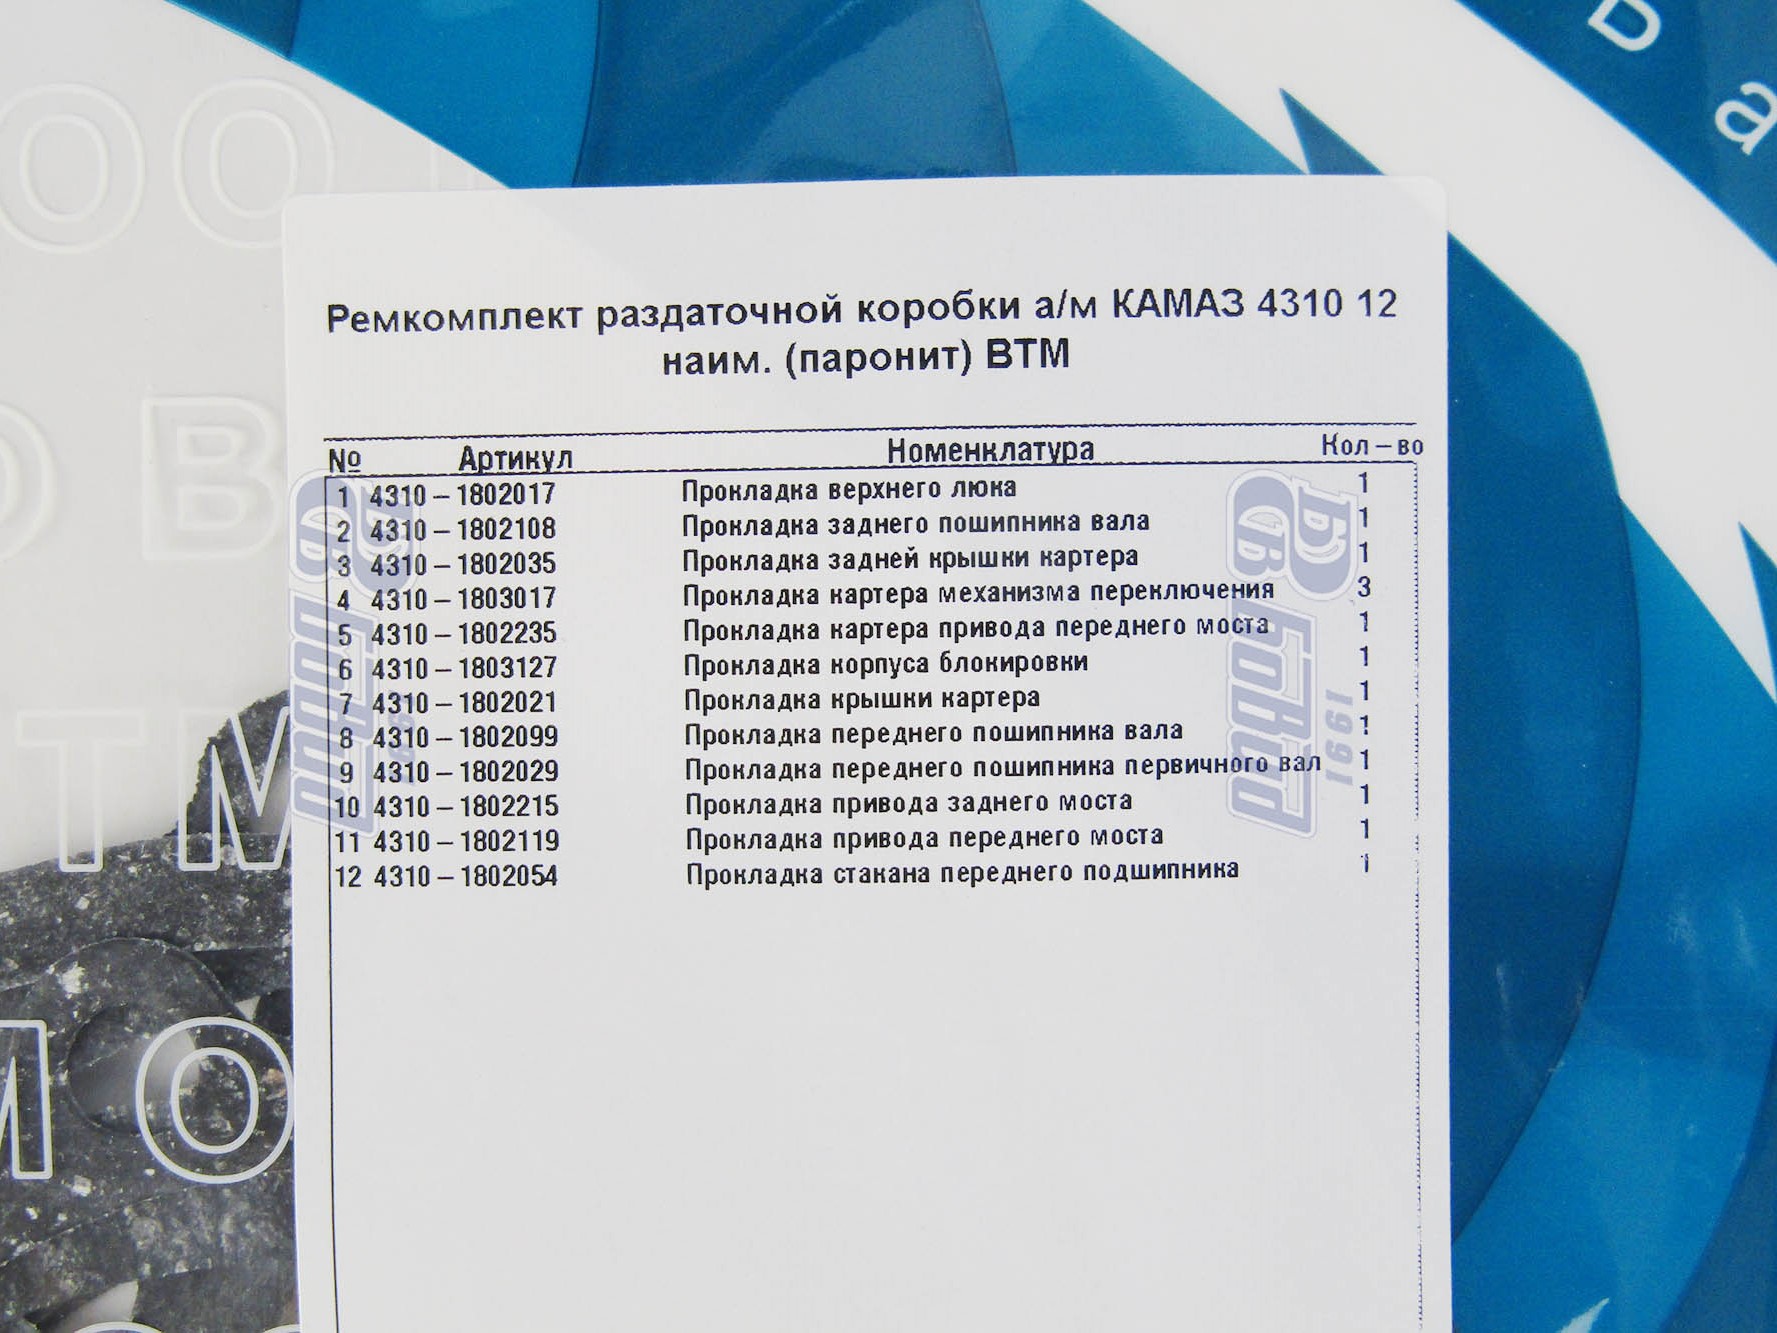 Ремкомплект раздаточной коробки а/м КАМАЗ 4310 12
наим. (паронит) ВТМ
№ Артикул Номенклатура Кол-во
1 4310-1802017 Прокладка верхнего люка 1
2 4310-1802108 Прокладка заднего пошипника вала 1
3 4310-1802035 Прокладка задней крышки картера 1
4 4310-1803017 Прокладка картера механизма переключения 3
5 4310-1802235 Прокладка картера привода переднего моста 1
6 4310-1803127 Прокладка корпуса блокировки 1
7 4310-1802021 Прокладка крышки картера 1
8 4310-1802099 Прокладка переднего пошипника вала 1
9 4310-1802029 Прокладка переднего пошипника первичного вал 1
10 4310-1802215 Прокладка привода заднего моста 1
11 4310-1802119 Прокладка привода переднего моста 1
12 4310-1802054 Прокладка стакана переднего подшипника 1
БОВИД
1991